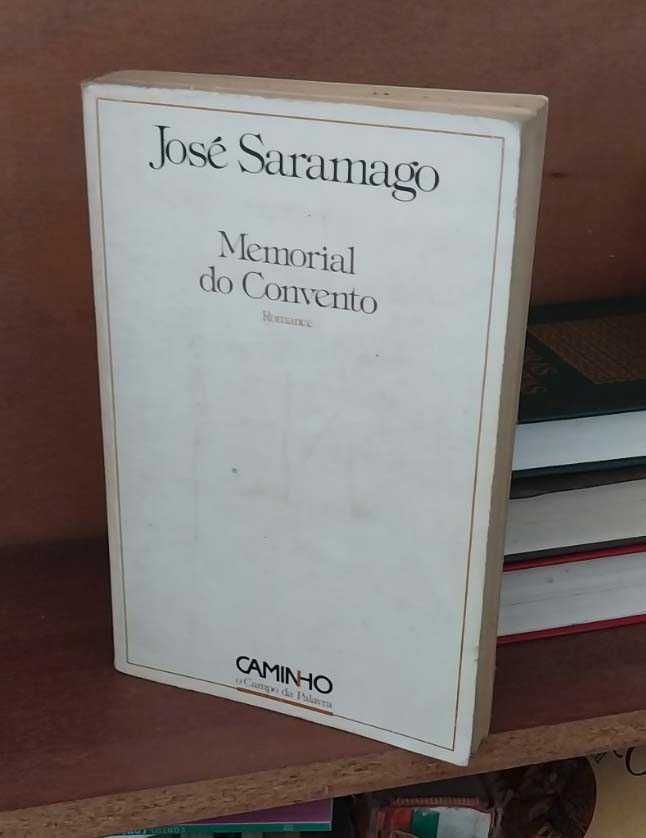 José Saramago
Memorial
do Convento
Romance
CAMINHO
o Campo da Palavra